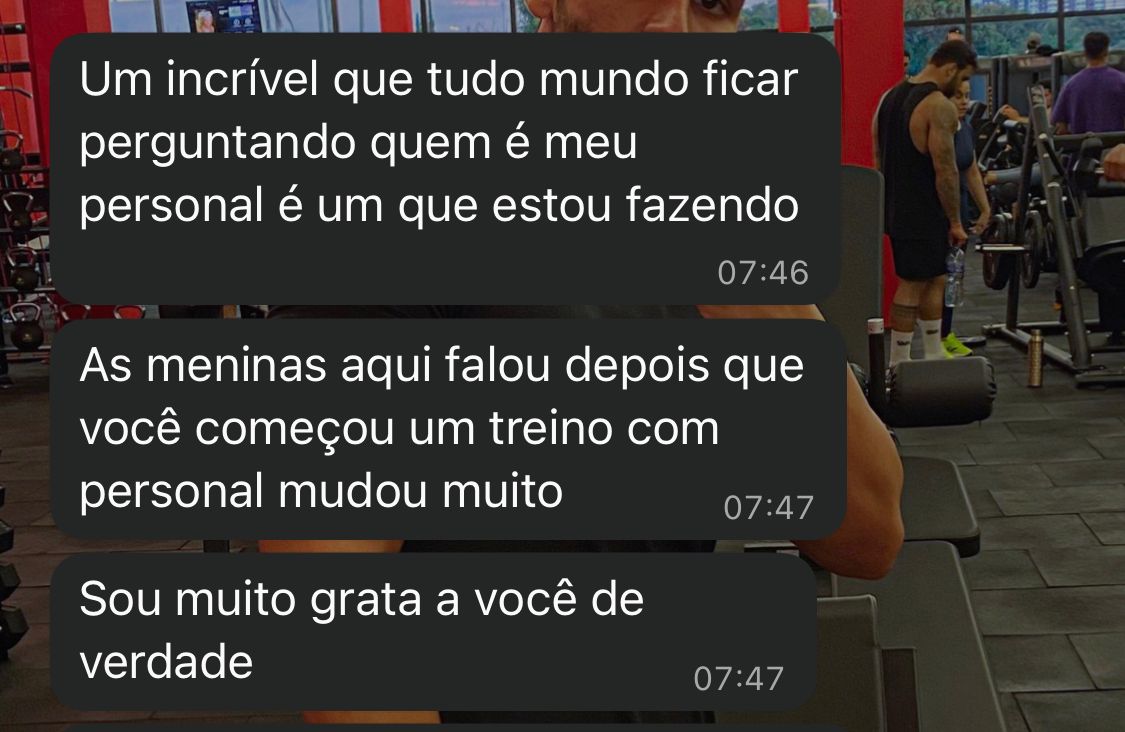 Um incrível que tudo mundo ficar
perguntando quem é meu
personal é um que estou fazendo
07:46
As meninas aqui falou depois que
você começou um treino com
personal mudou muito
07:47
Sou muito grata a você de
verdade
07:47